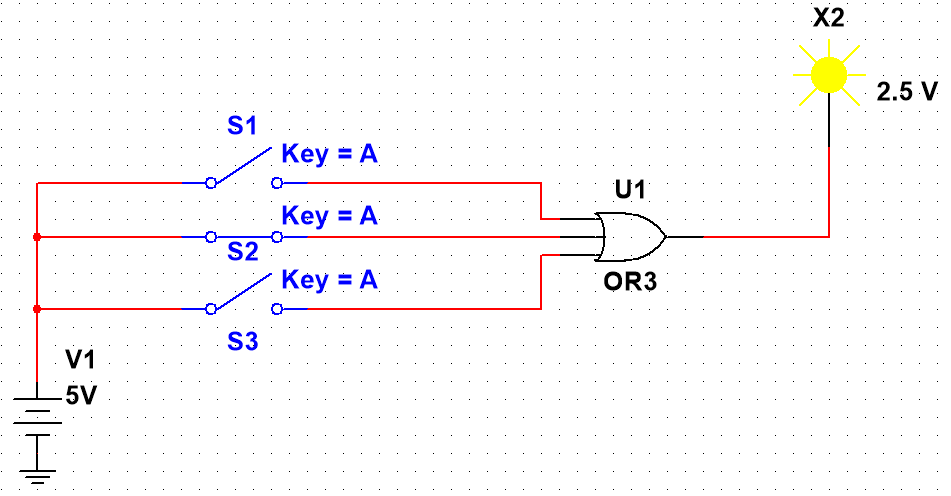 X2
2.5 V
S1
Key = A
U1
Key = A
S2
Key = A
OR3
S3
V1
5V